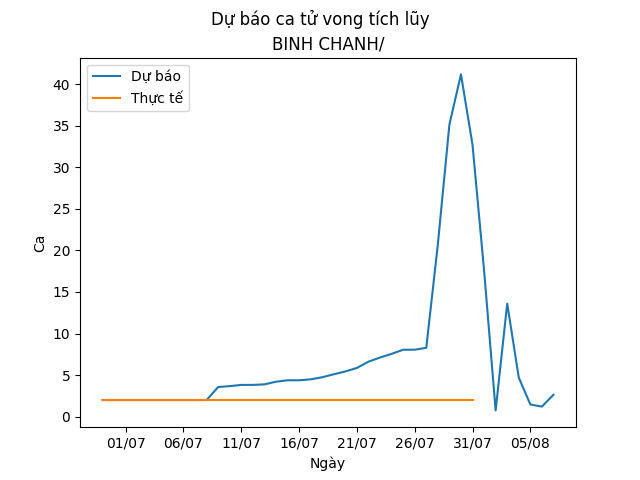 Dự báo ca tử vong tích lũy
BINH CHANH/
Dự báo
Thực tế
Ca
40
35
30
25
20
15
10
5
0
01/07 06/07 11/07 16/07 21/07 26/07 31/07 05/08
Ngày